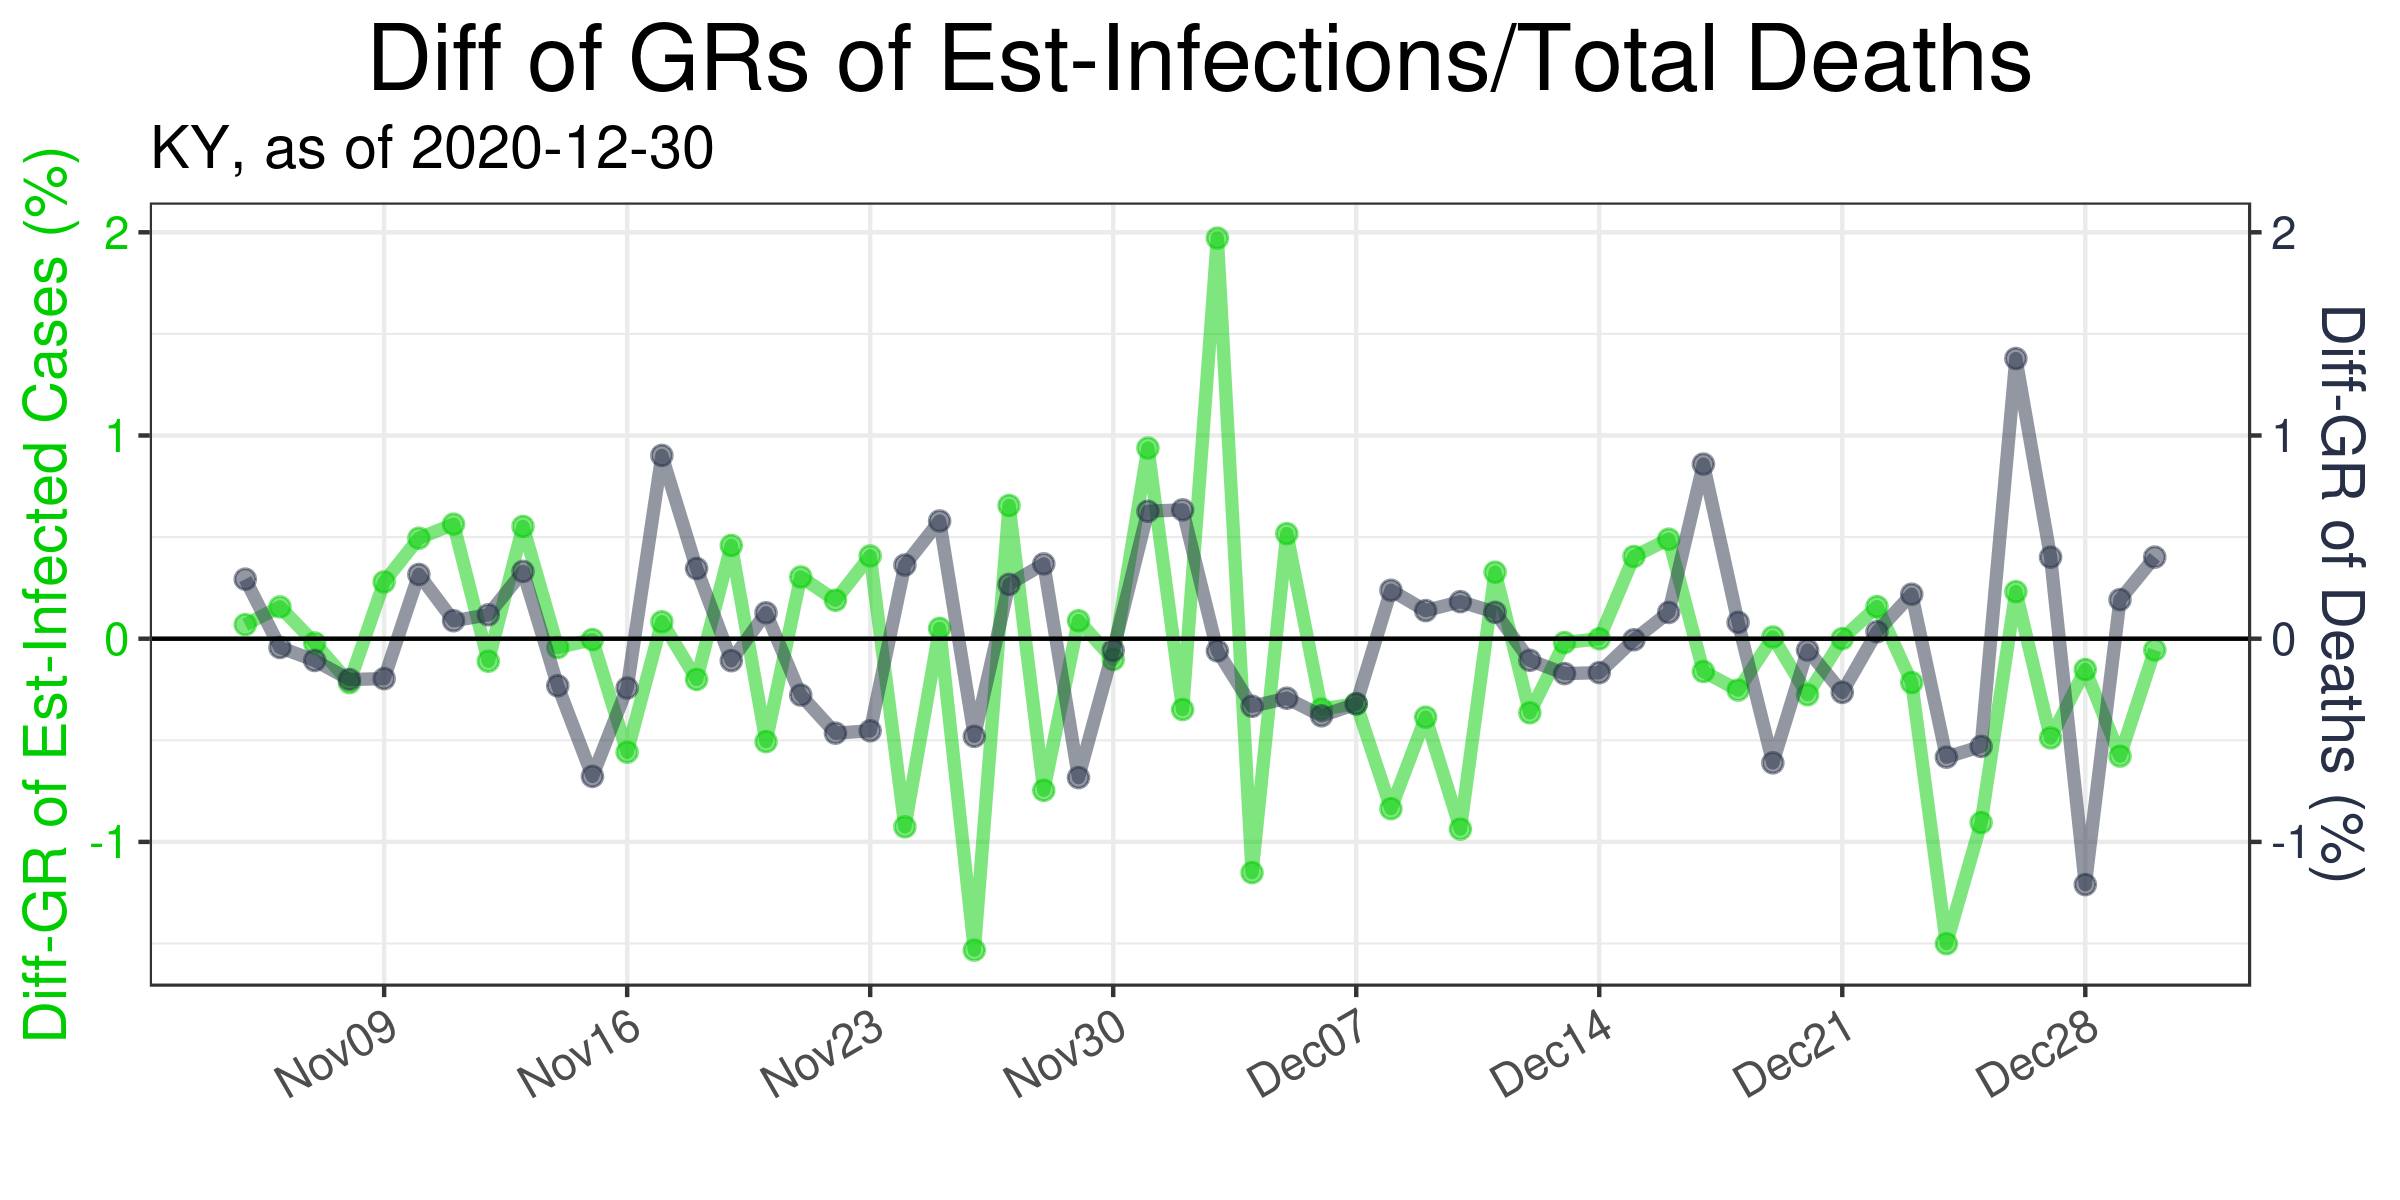 Diff of GRs of Est-Infections/Total Deaths
KY, as of 2020-12-30
Diff-GR of Est-Infected Cases (%)
2
1
0
-1
2
1
0
-1
Diff-GR of Deaths (%)
Nov09
Nov16
Nov23
Nov30
Dec07
Dec14
Dec21
Dec28